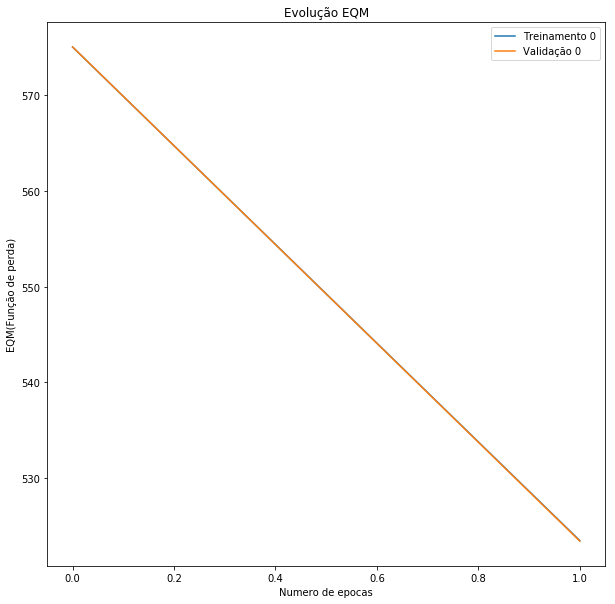 Evolução EQM
Treinamento 0
Validação 0
EQM(Função de perda)
570
560
550
540
530
0.0 0.2 0.4 0.6 0.8 1.0
Numero de epocas